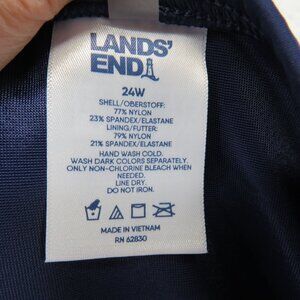 LANDS'
END
24W
SHELL/OBERSTOFF:
77% NYLON
23% SPANDEX/ELASTANE
LINING/FUTTER:
79% NYLON
21% SPANDEX/ELASTANE
HAND WASH COLD.
WASH DARK COLORS SEPARATELY.
ONLY NON-CHLORINE BLEACH WHEN
NEEDED.
LINE DRY.
DO NOT IRON.
MADE IN VIETNAM
RN 62830